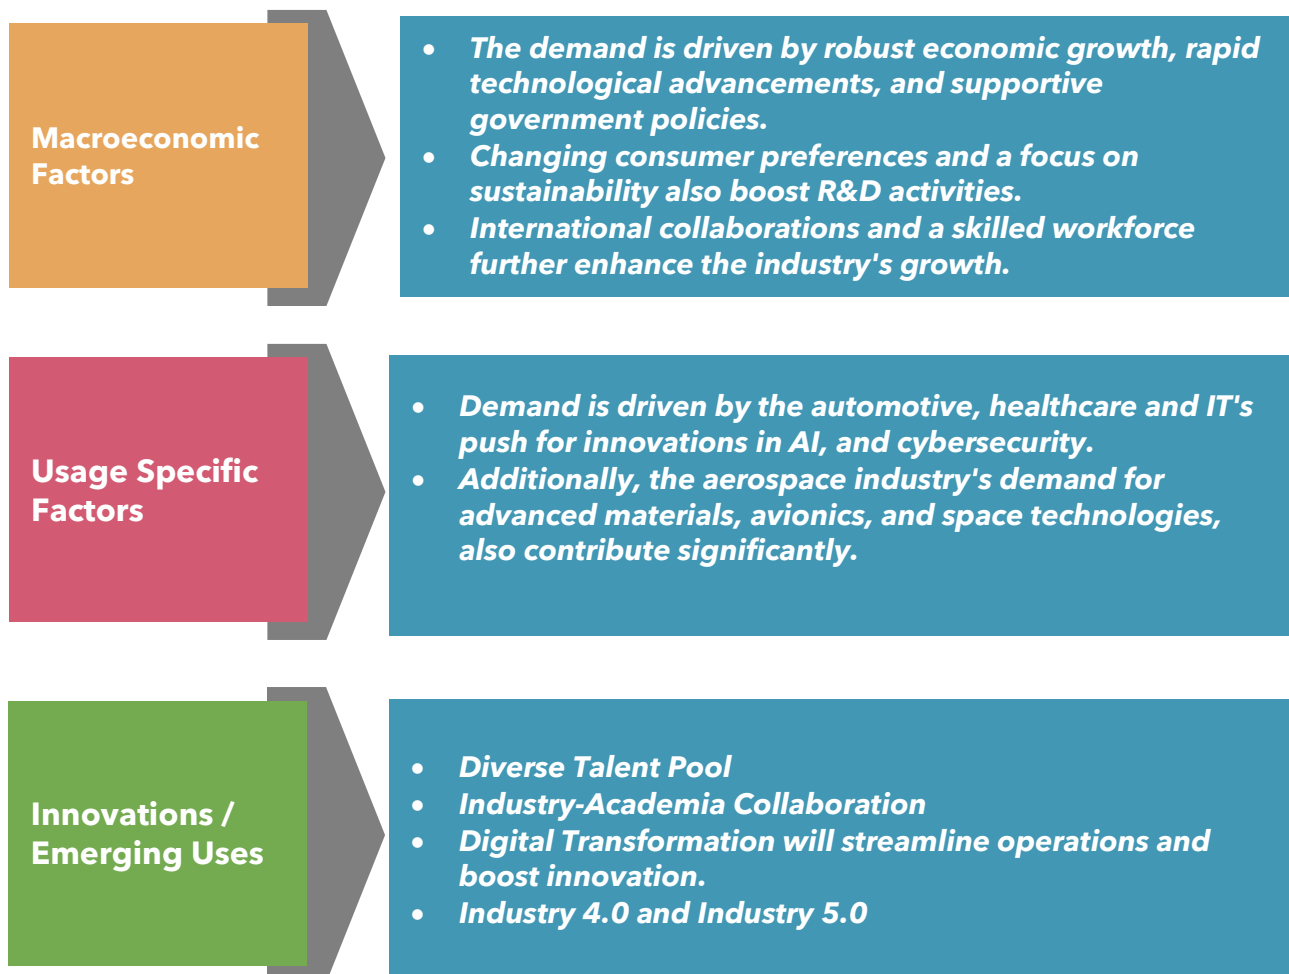 Macroeconomic
Factors
• The demand is driven by robust economic growth, rapid
technological advancements, and supportive
government policies.
• Changing consumer preferences and a focus on
sustainability also boost R&D activities.
• International collaborations and a skilled workforce
further enhance the industry's growth.
Usage Specific
Factors
• Demand is driven by the automotive, healthcare and IT's
push for innovations in AI, and cybersecurity.
• Additionally, the aerospace industry's demand for
advanced materials, avionics, and space technologies,
also contribute significantly.
Innovations /
Emerging Uses
• Diverse Talent Pool
• Industry-Academia Collaboration
• Digital Transformation will streamline operations and
boost innovation.
• Industry 4.0 and Industry 5.0